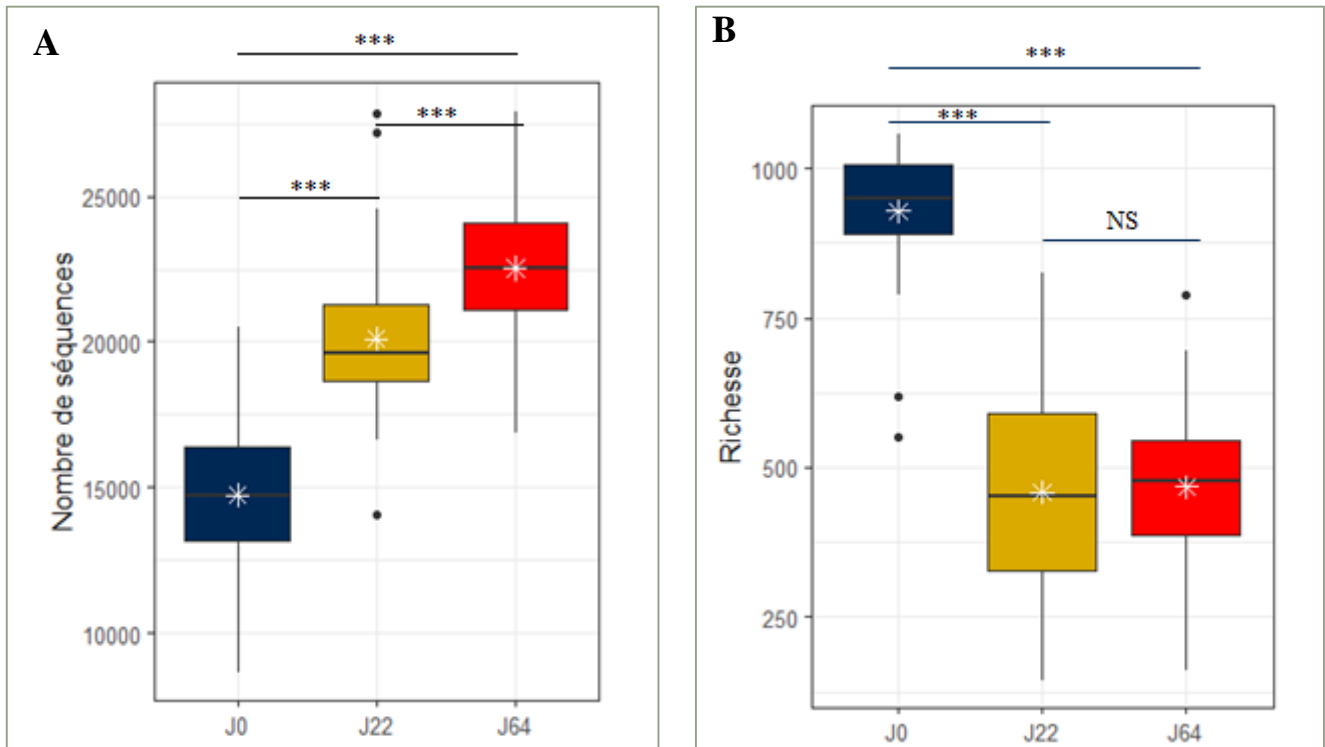 A
***
***
***
Nombre de séquences
25000
20000
15000
10000
J0
J22
J64
B
***
***
NS
Richesse
1000
750
500
250
J0
J22
J64